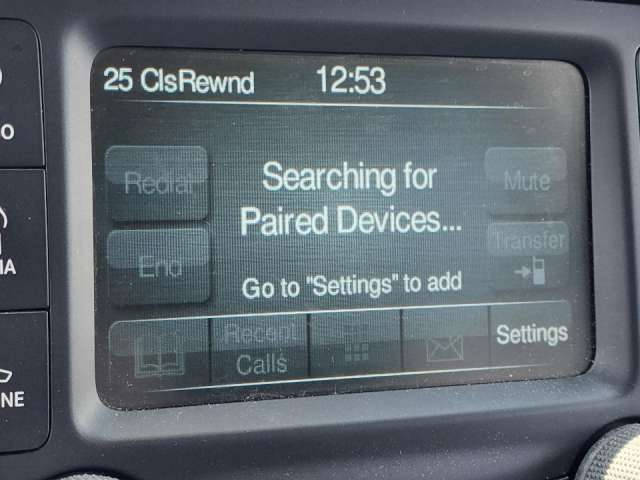 25 ClsRewnd 12:53
Redial
Searching for
Paired Devices...
Mute
End
Transfer
Go to "Settings" to add
Recent
Calls
Settings